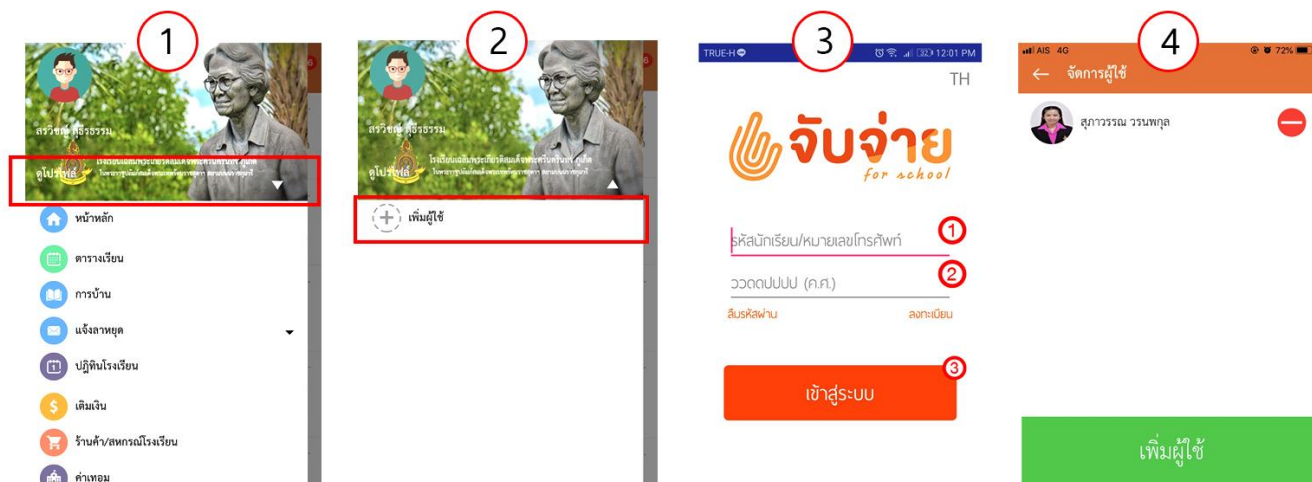 1
สรวิชญ์ สุธีรธรรม
โรงเรียนเฉลิมพระเกียรติสมเด็จพระศรีนครินทร์ ภูเก็ต
ดูโปรไฟล์
หน้าหลัก
ตารางเรียน
การบ้าน
แจ้งลาหยุด
ปฏิทินโรงเรียน
เติมเงิน
ร้านค้า/สหกรณ์โรงเรียน
ค่าเทอม
2
สรวิชญ์ สุธีรธรรม
โรงเรียนเฉลิมพระเกียรติสมเด็จพระศรีนครินทร์ ภูเก็ต
ดูโปรไฟล์
เพิ่มผู้ใช้
3
TRUE-H 12:01 PM
TH
จับจ่าย
for school
รหัสนักเรียน/หมายเลขโทรศัพท์ 1
ววดดปปปป (ค.ศ.) 2
ลืมรหัสผ่าน ลงทะเบียน
3
เข้าสู่ระบบ
4
AIS 4G 72%
จัดการผู้ใช้
สุภาวรรณ วรนพกุล
เพิ่มผู้ใช้